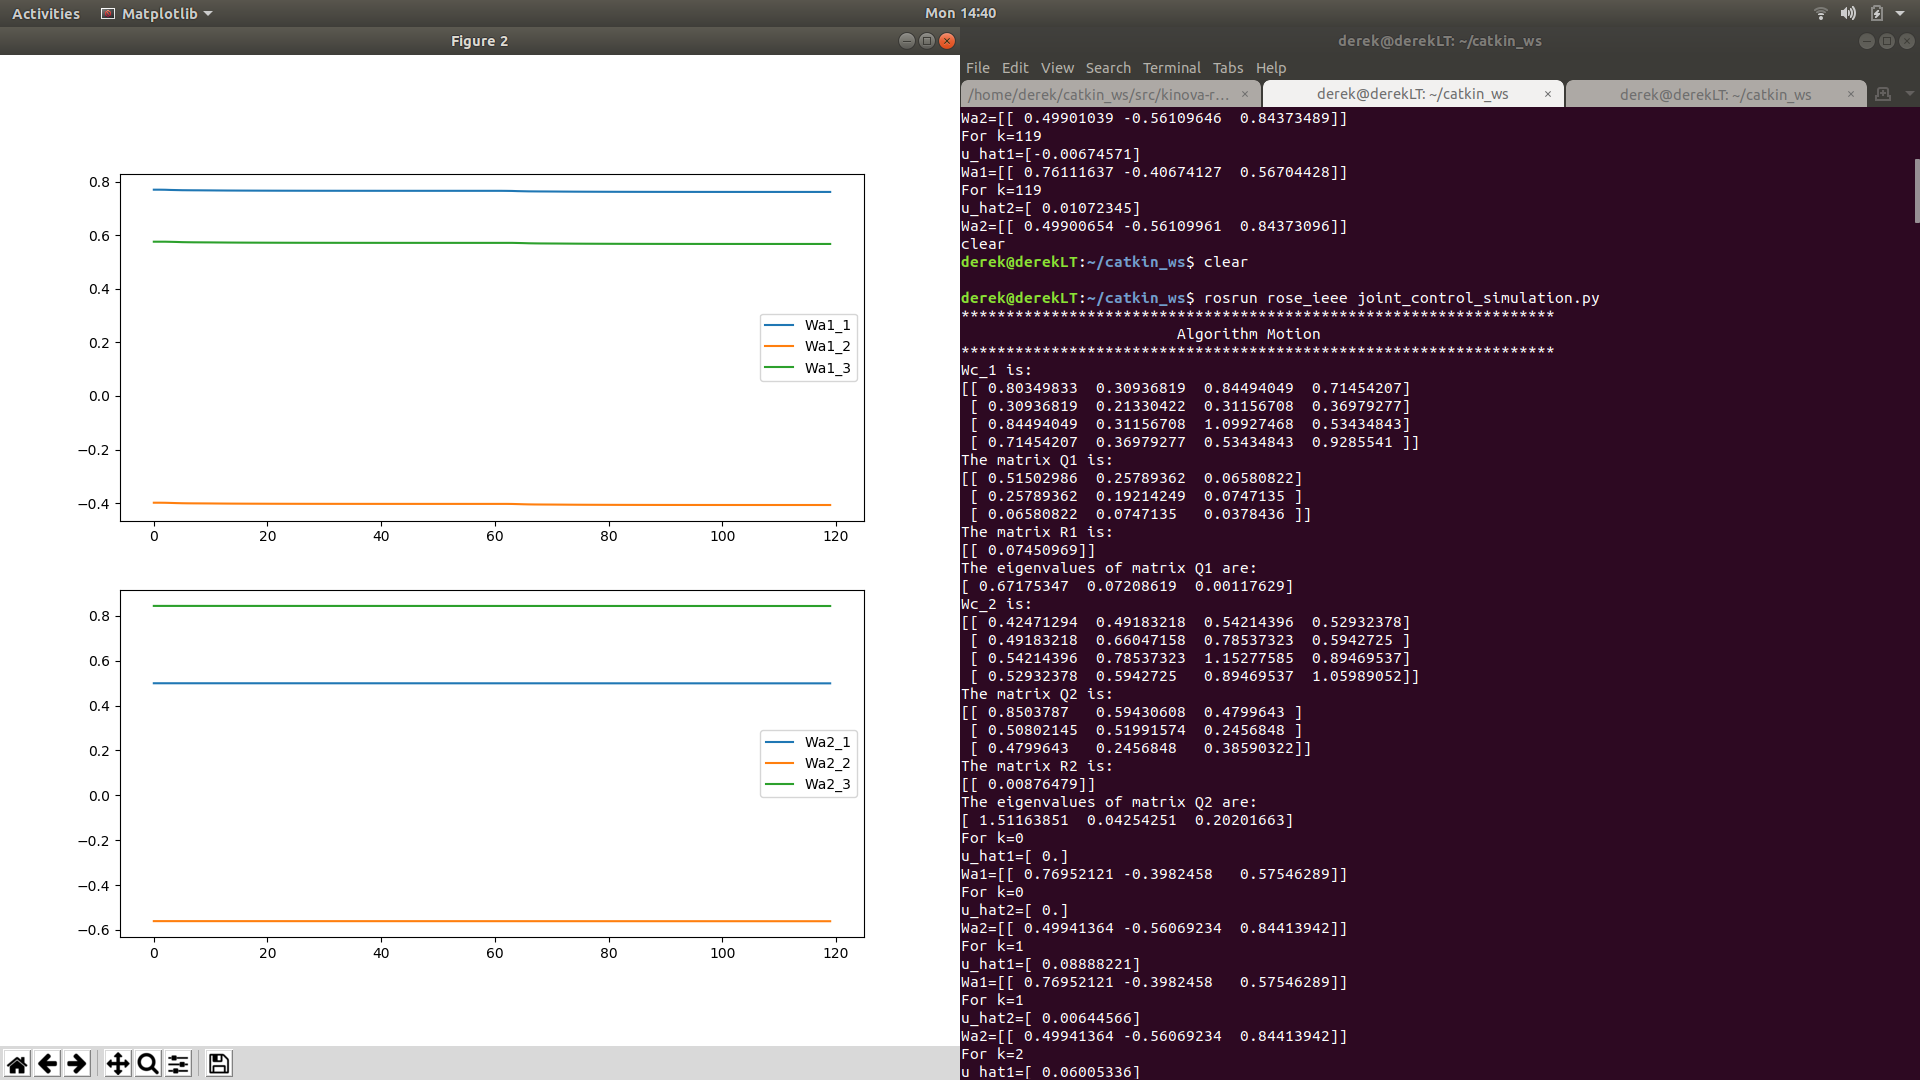 Activities Matplotlib Mon 14:40
Figure 2
0.8
0.6
0.4
0.2
0.0
−0.2
−0.4
Wa1_1
Wa1_2
Wa1_3
0 20 40 60 80 100 120
0.8
0.6
0.4
0.2
0.0
−0.2
−0.4
−0.6
Wa2_1
Wa2_2
Wa2_3
0 20 40 60 80 100 120
derek@derekLT: ~/catkin_ws
File Edit View Search Terminal Tabs Help
/home/derek/catkin_ws/src/kinova-r... × derek@derekLT: ~/catkin_ws × derek@derekLT: ~/catkin_ws ×
Wa2=[[ 0.49901039 -0.56109646  0.84373489]]
For k=119
u_hat1=[-0.00674571]
Wa1=[[ 0.76111637 -0.40674127  0.56704428]]
For k=119
u_hat2=[ 0.01072345]
Wa2=[[ 0.49900654 -0.56109961  0.84373096]]
clear
derek@derekLT:~/catkin_ws$ clear
derek@derekLT:~/catkin_ws$ rosrun rose_ieee joint_control_simulation.py
******************************************************************
Algorithm Motion
******************************************************************
Wc_1 is:
[[ 0.80349833  0.30936819  0.84494049  0.71454207]
[ 0.30936819  0.21330422  0.31156708  0.36979277]
[ 0.84494049  0.31156708  1.09927468  0.53434843]
[ 0.71454207  0.36979277  0.53434843  0.9285541 ]]
The matrix Q1 is:
[[ 0.51502986  0.25789362  0.06580822]
[ 0.25789362  0.19214249  0.0747135 ]
[ 0.06580822  0.0747135   0.0378436 ]]
The matrix R1 is:
[[ 0.07450969]]
The eigenvalues of matrix Q1 are:
[ 0.67175347  0.07208619  0.00117629]
Wc_2 is:
[[ 0.42471294  0.49183218  0.54214396  0.52932378]
[ 0.49183218  0.66047158  0.78537323  0.5942725 ]
[ 0.54214396  0.78537323  1.15277585  0.89469537]
[ 0.52932378  0.5942725   0.89469537  1.05989052]]
The matrix Q2 is:
[[ 0.8503787   0.59430608  0.4799643 ]
[ 0.50802145  0.51991574  0.2456848 ]
[ 0.4799643   0.2456848   0.38590322]]
The matrix R2 is:
[[ 0.00876479]]
The eigenvalues of matrix Q2 are:
[ 1.51163851  0.04254251  0.20201663]
For k=0
u_hat1=[ 0.]
Wa1=[[ 0.76952121 -0.3982458   0.57546289]]
For k=0
u_hat2=[ 0.]
Wa2=[[ 0.49941364 -0.56069234  0.84413942]]
For k=1
u_hat1=[ 0.08888221]
Wa1=[[ 0.76952121 -0.3982458   0.57546289]]
For k=1
u_hat2=[ 0.00644566]
Wa2=[[ 0.49941364 -0.56069234  0.84413942]]
For k=2
u_hat1=[ 0.06005336]